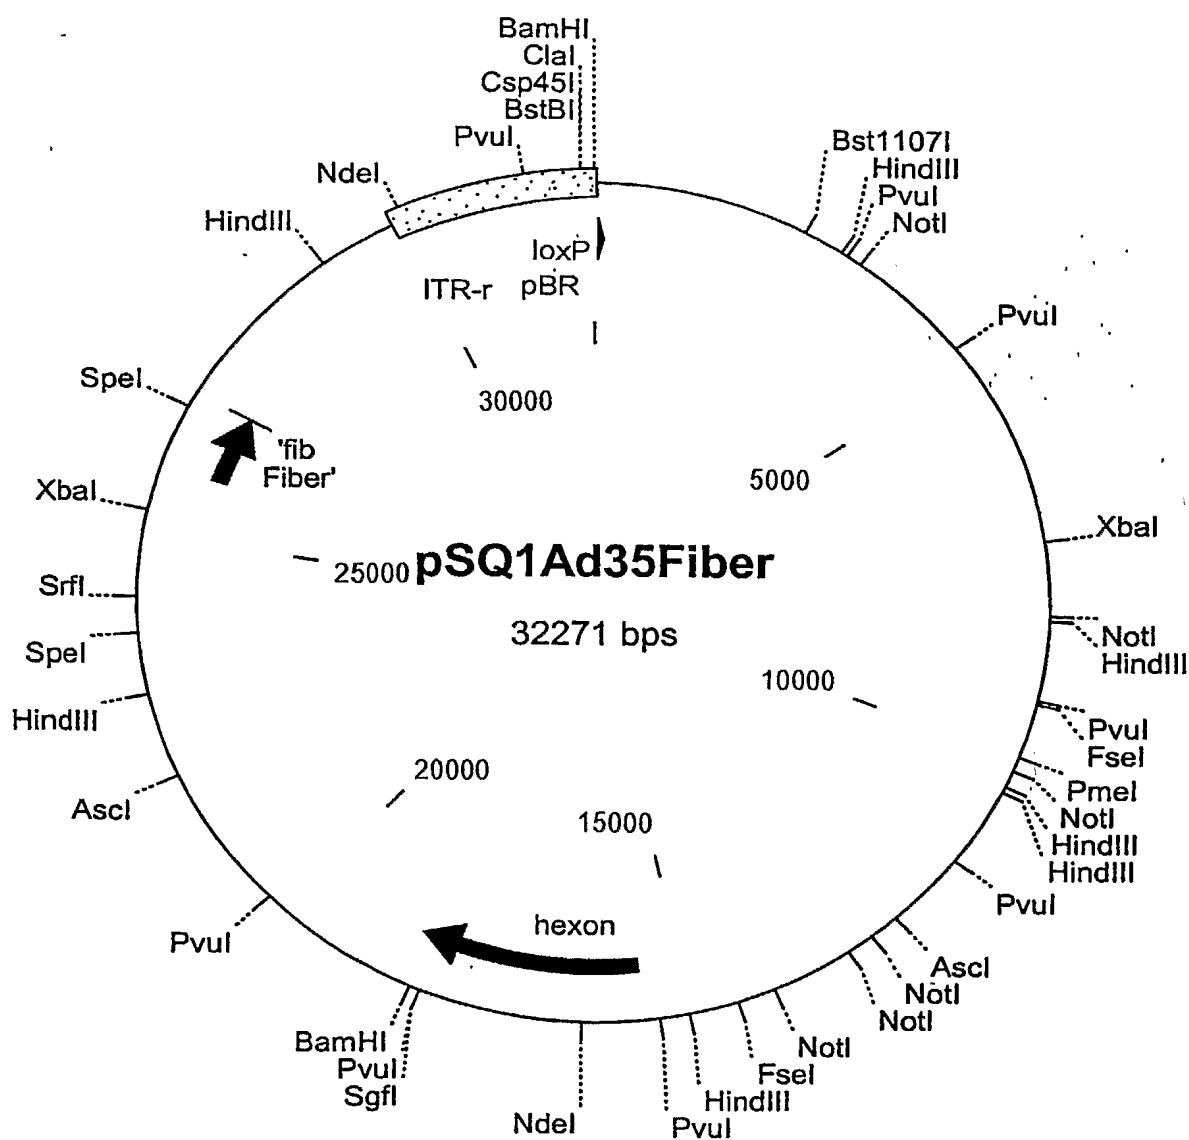 BamHI
ClaI
Csp45I
BstBI
PvuI
NdeI
HindIII
Bst1107I
HindIII
PvuI
NotI
loxP
ITR-r pBR
PvuI
SpeI
30000
'fib
Fiber'
5000
XbaI
XbaI
25000
pSQ1Ad35Fiber
SrfI
32271 bps
NotI
SpeI
HindIII
10000
HindIII
PvuI
FseI
20000
PmeI
AscI
15000
NotI
HindIII
HindIII
PvuI
hexon
PvuI
AscI
NotI
NotI
BamHI
NotI
PvuI
FseI
SgfI
HindIII
NdeI
PvuI